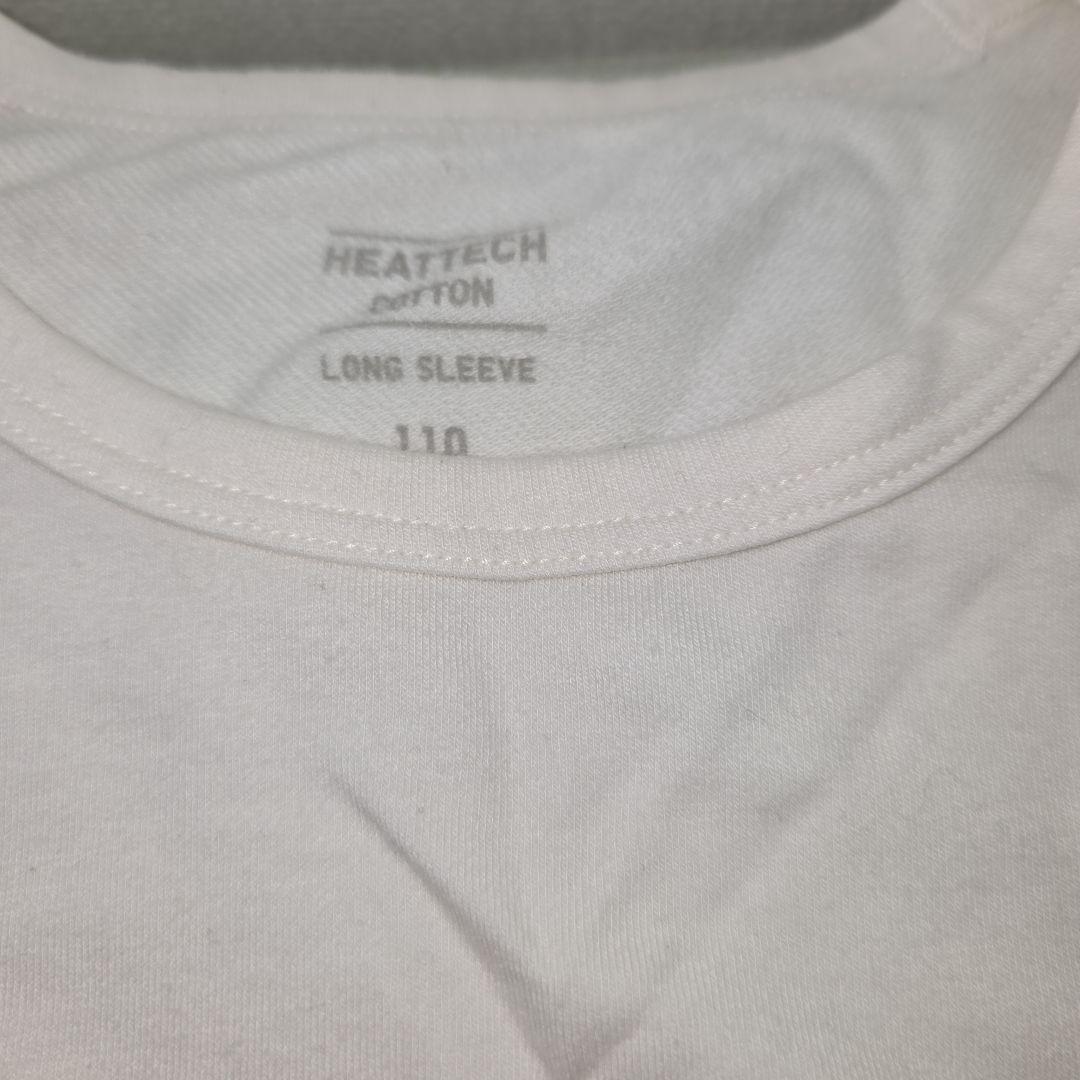 HEATTECH
COTTON
LONG SLEEVE
110